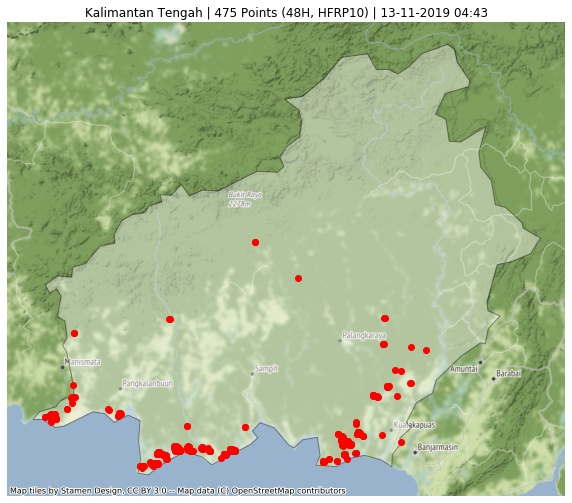 Kalimantan Tengah | 475 Points (48H, HFRP10) | 13-11-2019 04:43
Bukit Raya
2278m
Palangkaraya
Manismata
Sampit
Amuntai
Barabai
Pangkalanbuun
Kualakapuas
Banjarmasin
Map tiles by Stamen Design, CC BY 3.0 -- Map data (C) OpenStreetMap contributors